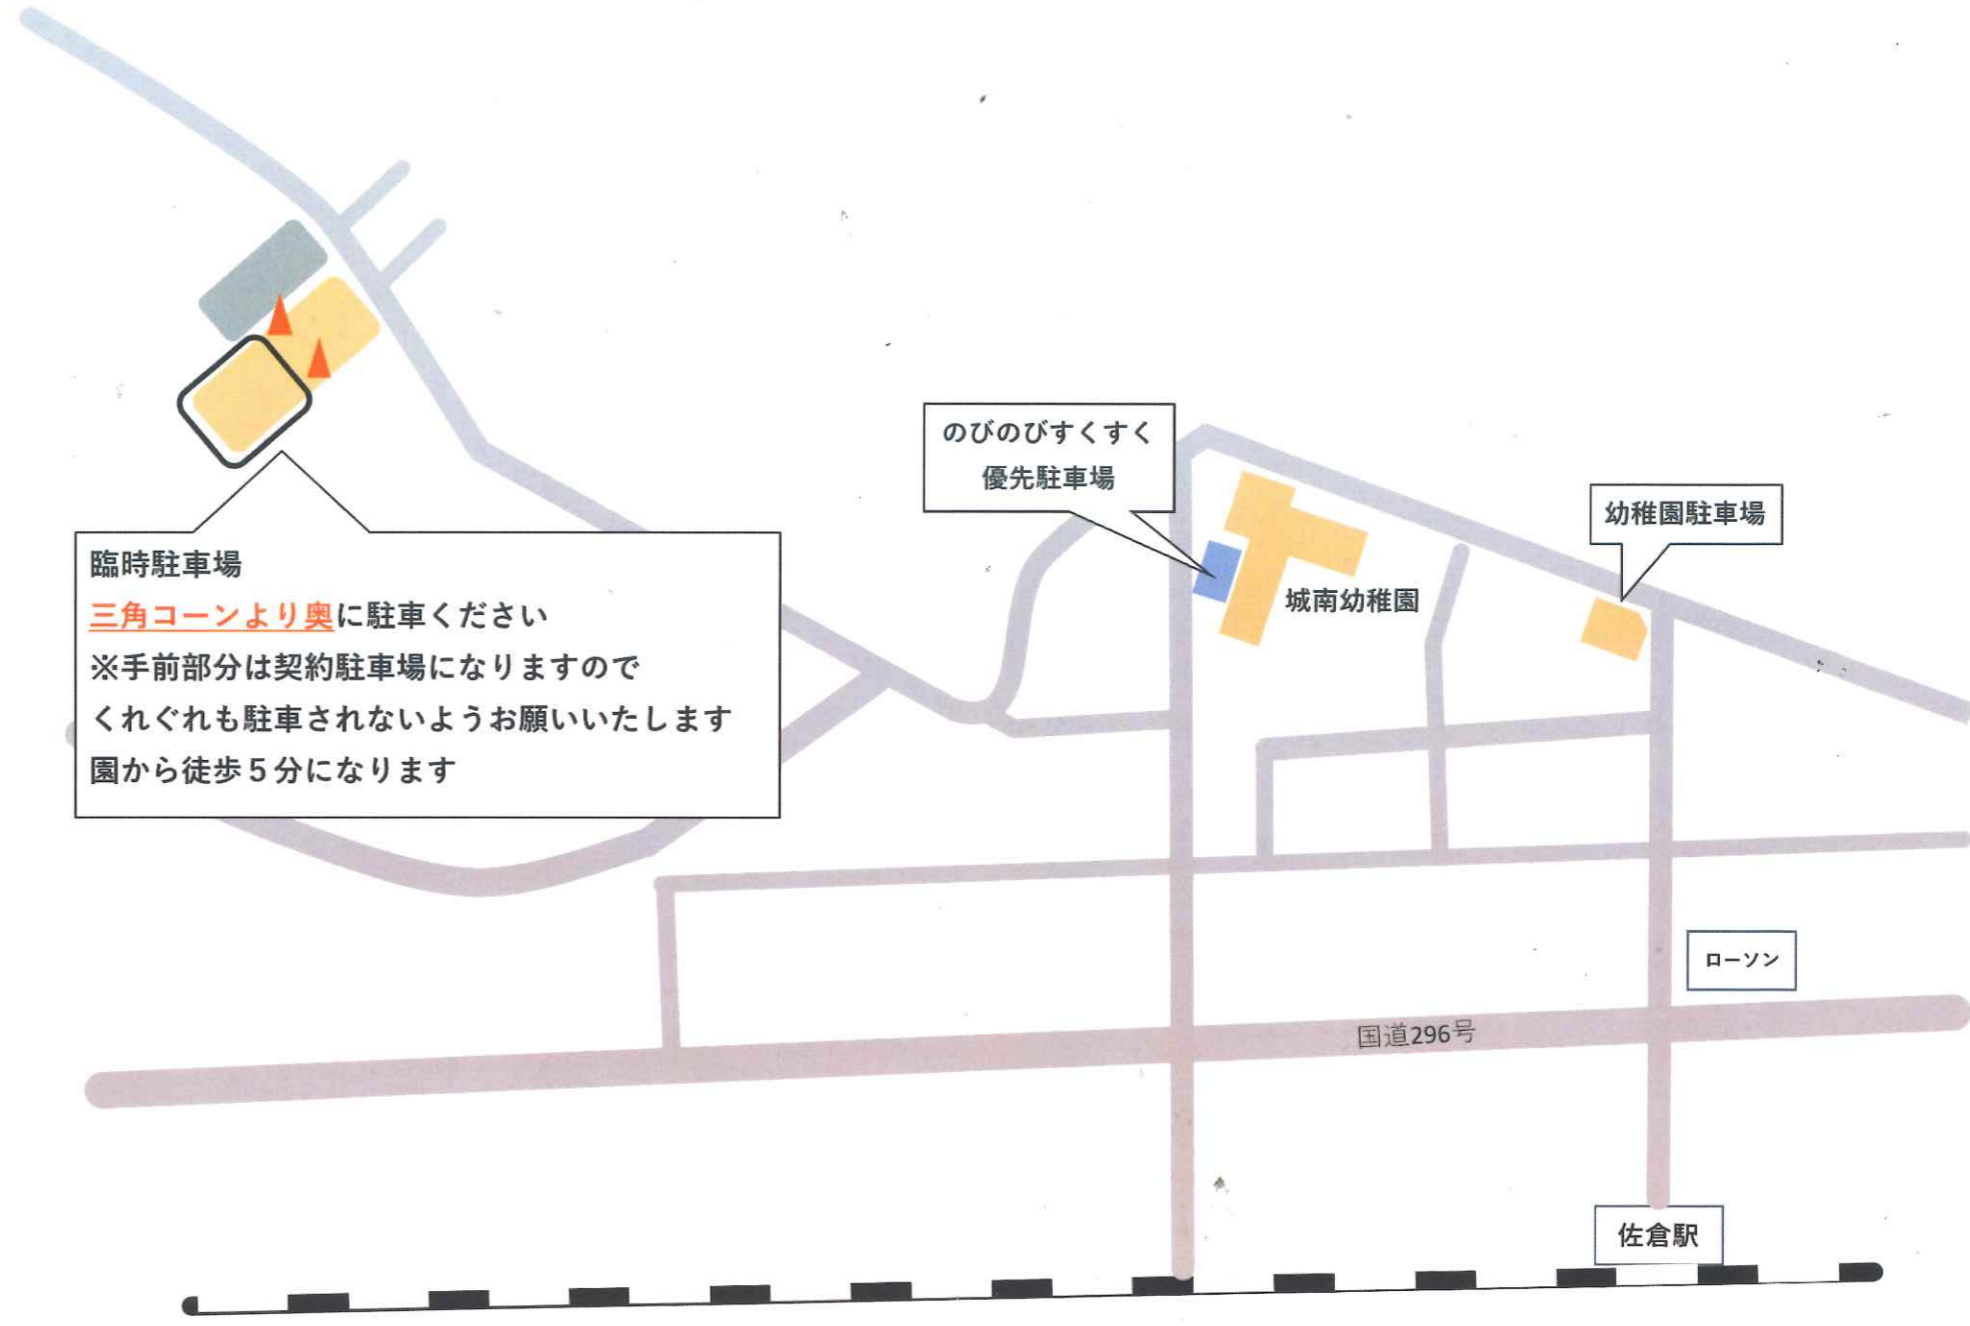 のびのびすくすく
優先駐車場
幼稚園駐車場
城南幼稚園
臨時駐車場
三角コーンより奥に駐車ください
※手前部分は契約駐車場になりますので
くれぐれも駐車されないようお願いいたします
園から徒歩５分になります
ローソン
国道296号
佐倉駅